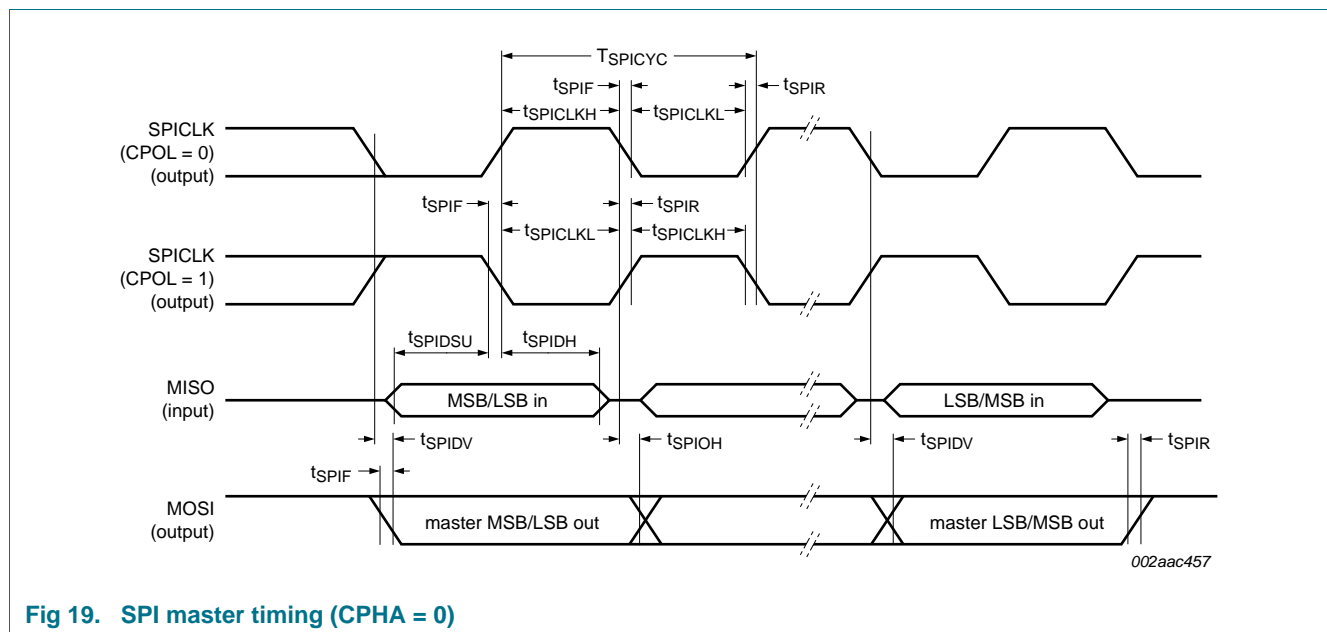 TSPICYC
tSPIF
tSPIR
tSPICLKH
tSPICLKL
SPICLK
(CPOL = 0)
(output)
tSPIF
tSPIR
tSPICLKL
tSPICLKH
SPICLK
(CPOL = 1)
(output)
tSPIDSU
tSPIDH
MISO
(input)
MSB/LSB in
LSB/MSB in
tSPIDV
tSPIOH
tSPIDV
tSPIR
tSPIF
MOSI
(output)
master MSB/LSB out
master LSB/MSB out
002aac457
Fig 19. SPI master timing (CPHA = 0)